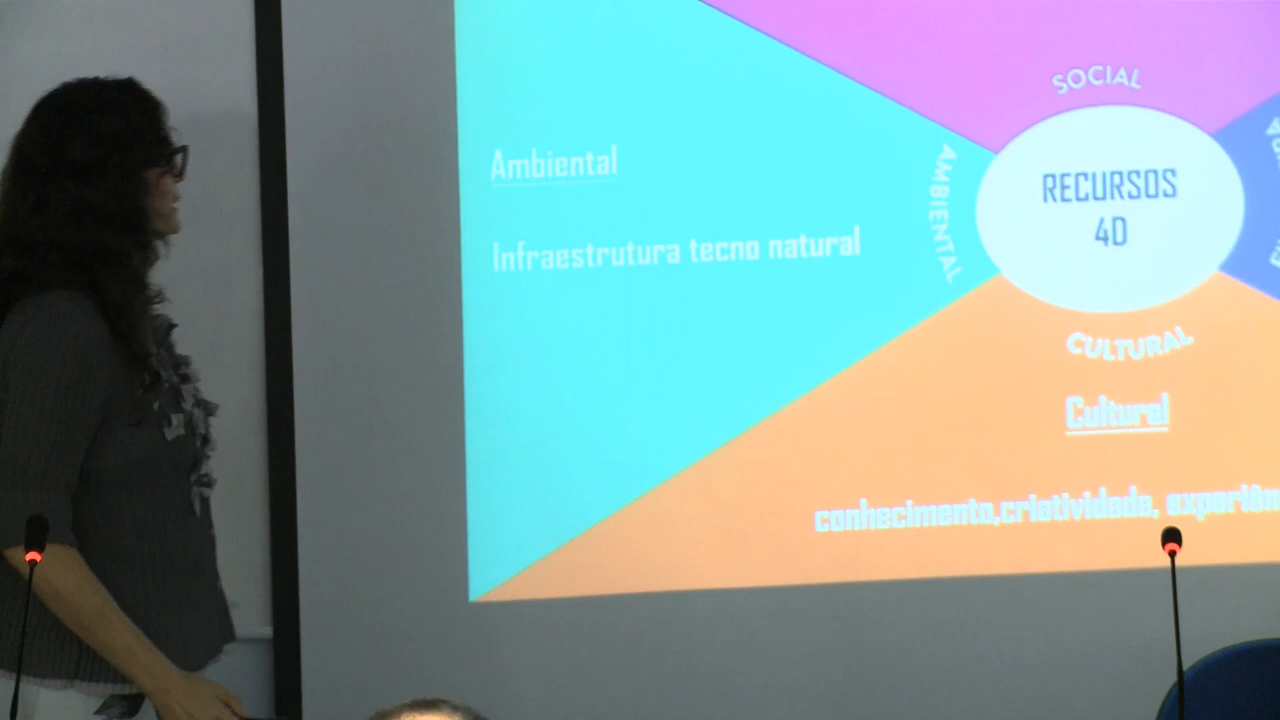 SOCIAL
Ambiental
Infraestrutura tecno natural
AMBIENTAL
RECURSOS
4D
CULTURAL
Cultural
conhecimento,criatividade,